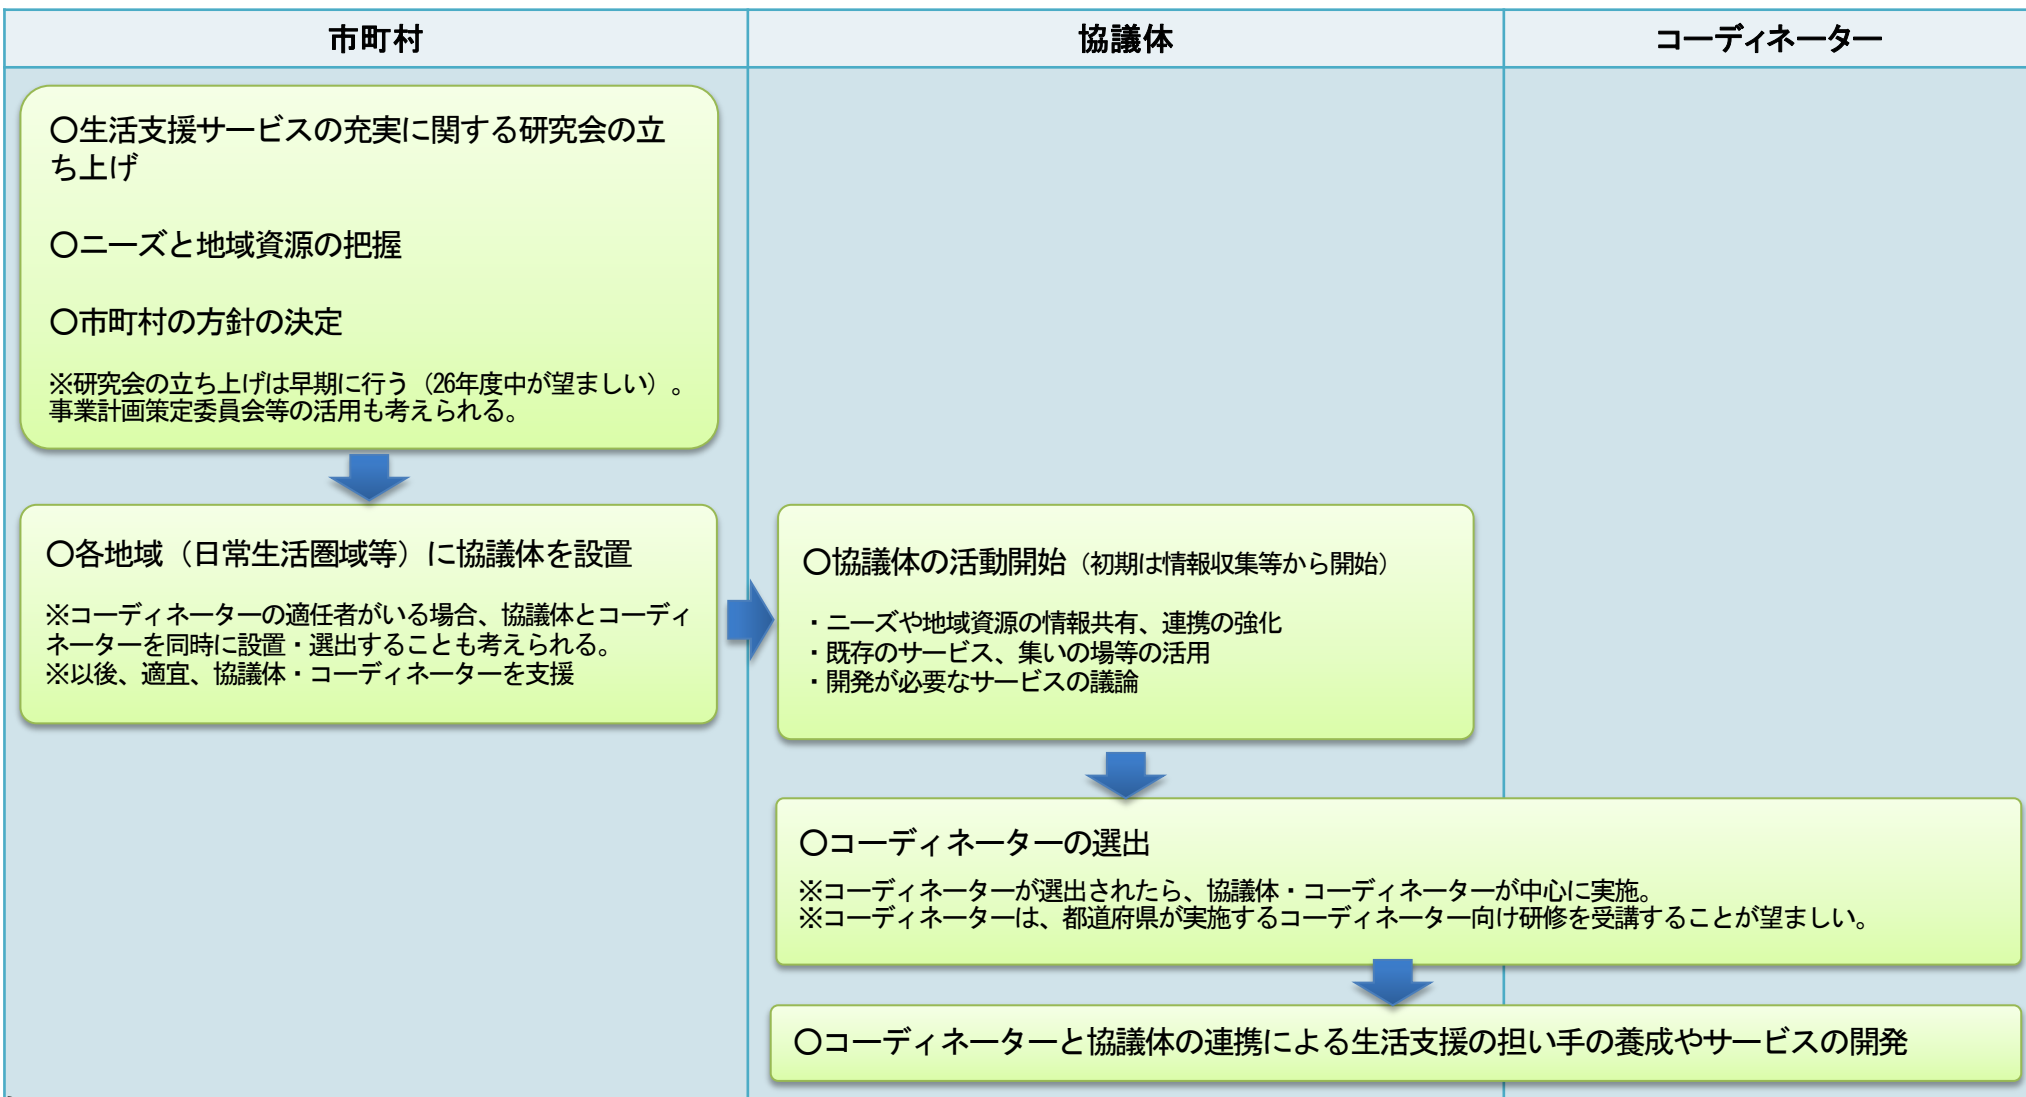 市町村
協議体
コーディネーター
〇生活支援サービスの充実に関する研究会の立
ち上げ
〇ニーズと地域資源の把握
〇市町村の方針の決定
※研究会の立ち上げは早期に行う（26年度中が望ましい）。
事業計画策定委員会等の活用も考えられる。
〇各地域（日常生活圏域等）に協議体を設置
※コーディネーターの適任者がいる場合、協議体とコーディ
ネーターを同時に設置・選出することも考えられる。
※以後、適宜、協議体・コーディネーターを支援
〇協議体の活動開始（初期は情報収集等から開始）
・ニーズや地域資源の情報共有、連携の強化
・既存のサービス、集いの場等の活用
・開発が必要なサービスの議論
〇コーディネーターの選出
※コーディネーターが選出されたら、協議体・コーディネーターが中心に実施。
※コーディネーターは、都道府県が実施するコーディネーター向け研修を受講することが望ましい。
〇コーディネーターと協議体の連携による生活支援の担い手の養成やサービスの開発